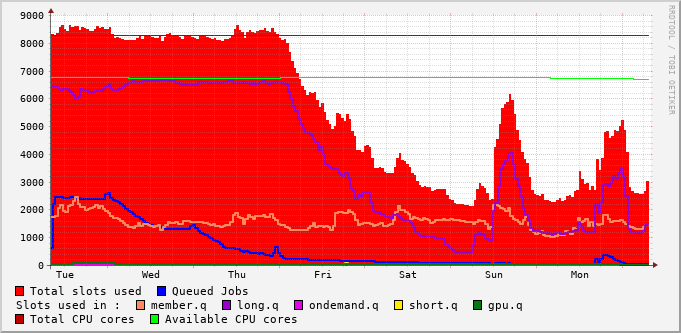 9000
8000
7000
6000
5000
4000
3000
2000
1000
0
Tue Wed Thu Fri Sat Sun Mon
RRDTOOL / TOBI OETIKER
Total slots used Queued Jobs
Slots used in : member.q long.q ondemand.q short.q gpu.q
Total CPU cores Available CPU cores